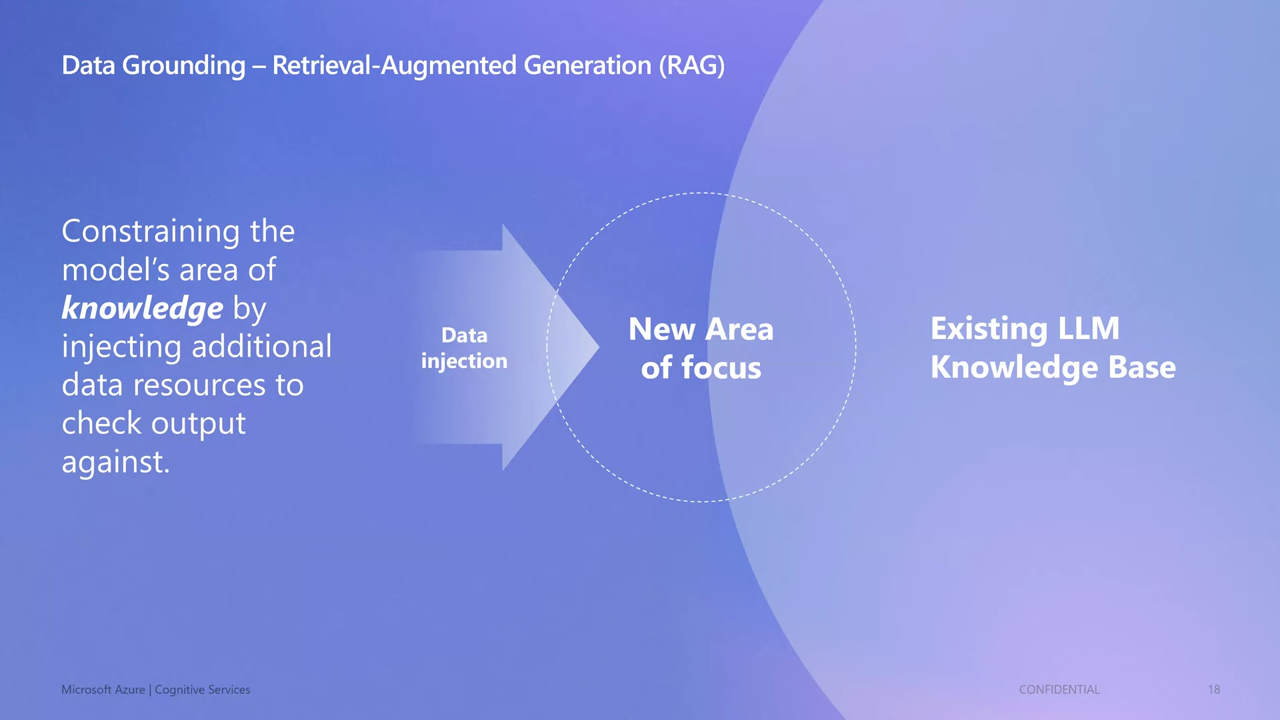 Data Grounding – Retrieval-Augmented Generation (RAG)
Constraining the
model’s area of
knowledge by
injecting additional
data resources to
check output
against.
Data
injection
New Area
of focus
Existing LLM
Knowledge Base
Microsoft Azure | Cognitive Services
CONFIDENTIAL
18